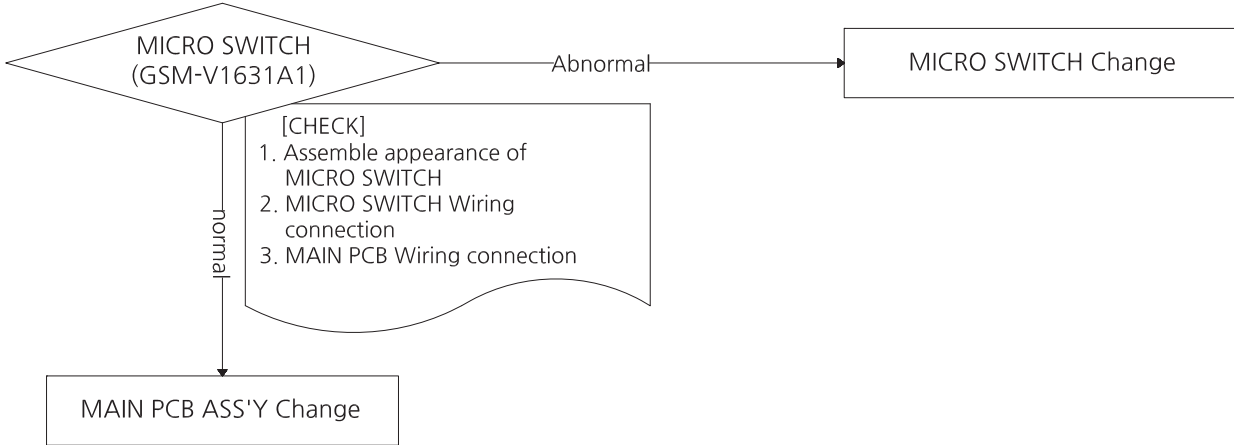 MICRO SWITCH
(GSM-V1631A1)
Abnormal
MICRO SWITCH Change
[CHECK]
1. Assemble appearance of
MICRO SWITCH
2. MICRO SWITCH Wiring
connection
3. MAIN PCB Wiring connection
normal
MAIN PCB ASS'Y Change